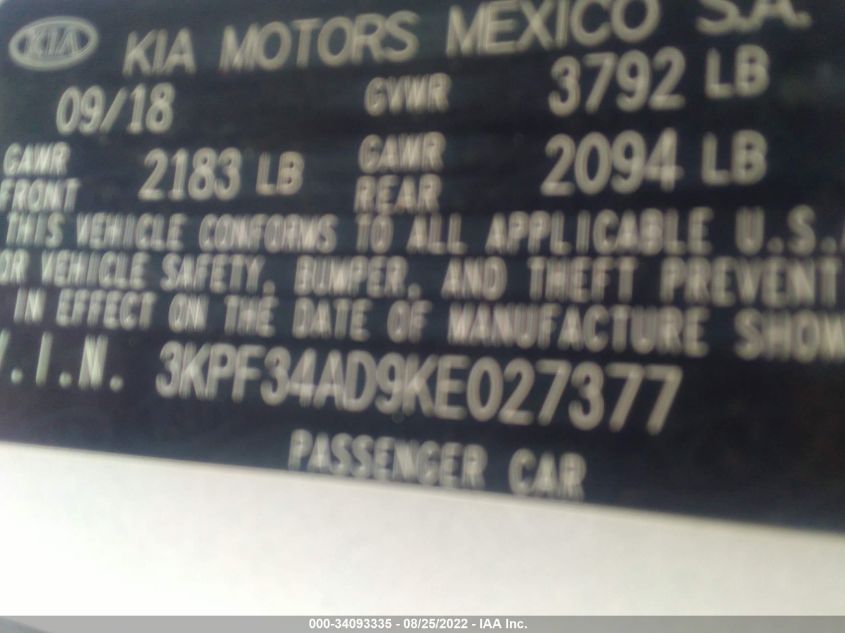 KIA KIA MOTORS MEXICO S.A.
09/18 GVWR 3792 LB
GAWR FRONT 2183 LB GAWR REAR 2094 LB
THIS VEHICLE CONFORMS TO ALL APPLICABLE U.S.
OR VEHICLE SAFETY, BUMPER, AND THEFT PREVENT
IN EFFECT ON THE DATE OF MANUFACTURE SHOW
V.I.N. 3KPF34AD9KE027377
PASSENGER CAR
000-34093335 - 08/25/2022 - IAA Inc.